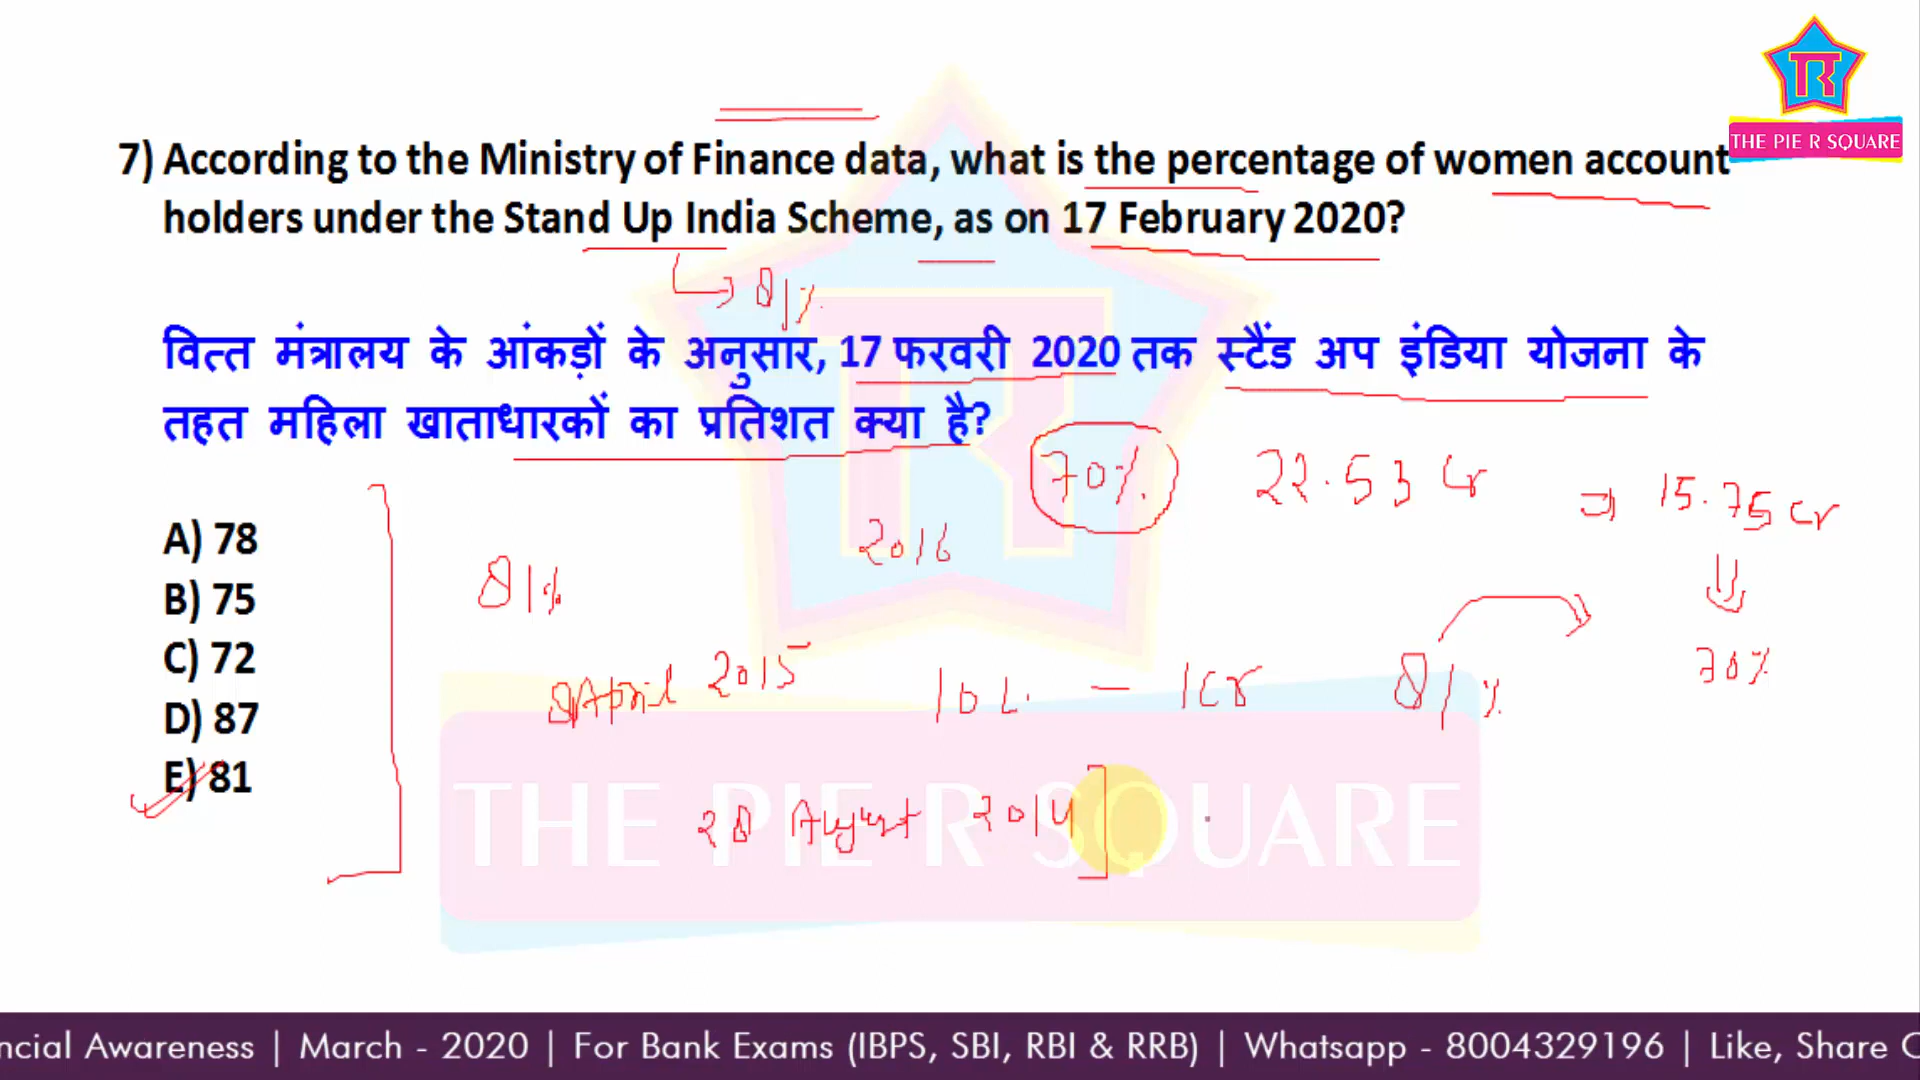 THE PIE R SQUARE
7) According to the Ministry of Finance data, what is the percentage of women account
holders under the Stand Up India Scheme, as on 17 February 2020?
→ 81%
वित्त मंत्रालय के आंकड़ों के अनुसार, 17 फरवरी 2020 तक स्टैंड अप इंडिया योजना के
तहत महिला खाताधारकों का प्रतिशत क्या है?
70% 22.53 Cr ⇒ 15.75 Cr
2016
A) 78
81%
B) 75
C) 72
70%
8 April 2015 10 L. - 1 Cr 81%
D) 87
E) 81
28 August 2014
THE PIE R SQUARE
ncial Awareness | March - 2020 | For Bank Exams (IBPS, SBI, RBI & RRB) | Whatsapp - 8004329196 | Like, Share C